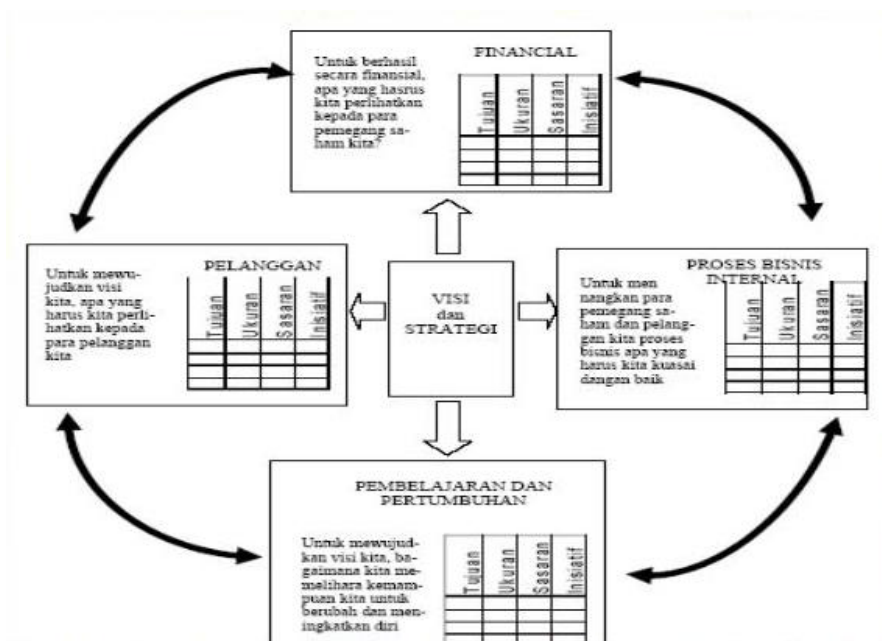 FINANCIAL
Untuk berhasil
secara finansial,
apa yang hasrus
kita perlihatkan
kepada para
pemegang sa-
ham kita?
Tujuan
Ukuran
Sasaran
Inisiatif
PELANGGAN
Untuk mewu-
judkan visi
kita, apa yang
harus kita perli-
hatkan kepada
para pelanggan
kita
Tujuan
Ukuran
Sasaran
Inisiatif
VISI
dan
STRATEGI
PROSES BISNIS
INTERNAL
Untuk men
nangkan para
pemegang sa-
ham dan pelang-
gan kita proses
bisnis apa yang
harus kita kuasai
dangan baik
Tujuan
Ukuran
Sasaran
Inisiatif
PEMBELAJARAN DAN
PERTUMBUHAN
Untuk mewujud-
kan visi kita, ba-
gaimana kita me-
melihara kemam-
puan kita untuk
berubah dan men-
ingkatkan diri
Tujuan
Ukuran
Sasaran
Inisiatif